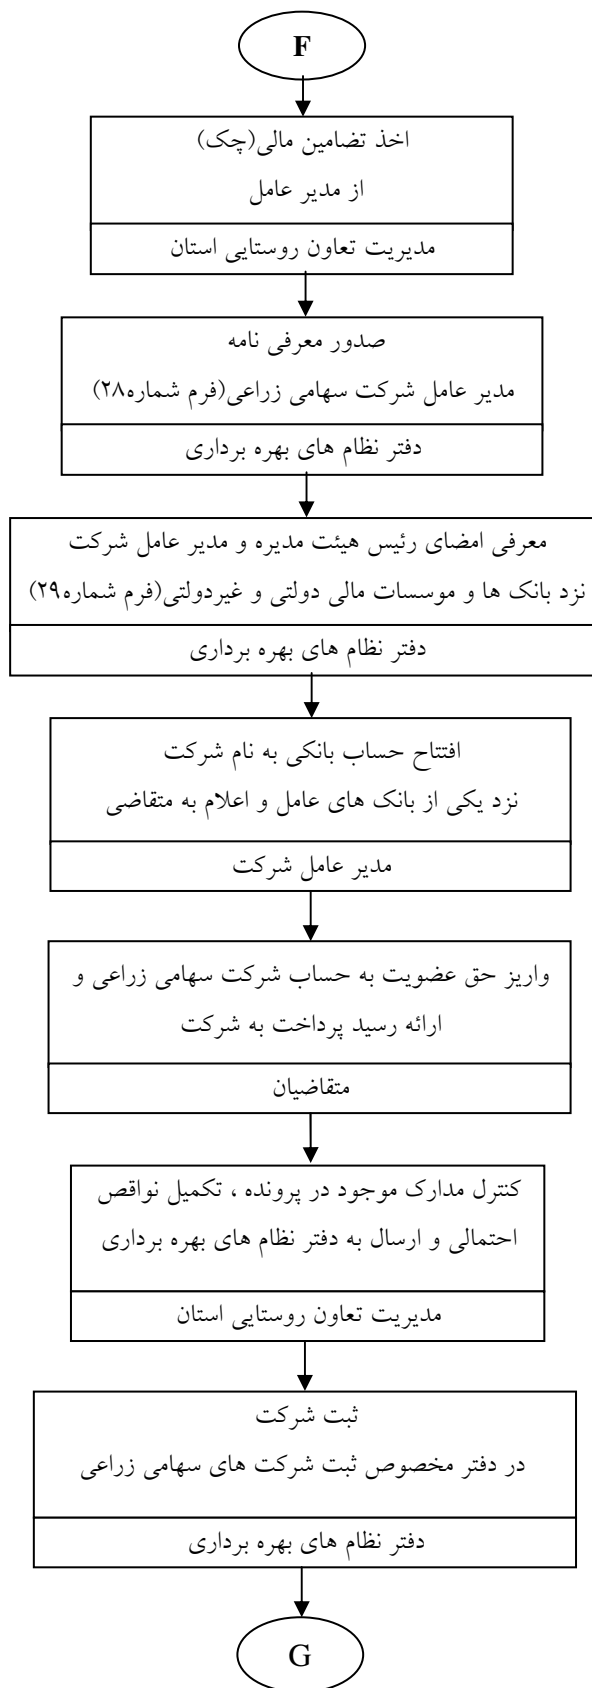 F
اخذ تضامین مالی(چک)
از مدیر عامل
مدیریت تعاون روستایی استان
صدور معرفی نامه
مدیر عامل شرکت سهامی زراعی(فرم شماره۲۸)
دفتر نظام های بهره برداری
معرفی امضای رئیس هیئت مدیره و مدیر عامل شرکت
نزد بانک ها و موسسات مالی دولتی و غیردولتی(فرم شماره۲۹)
دفتر نظام های بهره برداری
افتتاح حساب بانکی به نام شرکت
نزد یکی از بانک های عامل و اعلام به متقاضی
مدیر عامل شرکت
واریز حق عضویت به حساب شرکت سهامی زراعی و
ارائه رسید پرداخت به شرکت
متقاضیان
کنترل مدارک موجود در پرونده ، تکمیل نواقص
احتمالی و ارسال به دفتر نظام های بهره برداری
مدیریت تعاون روستایی استان
ثبت شرکت
در دفتر مخصوص ثبت شرکت های سهامی زراعی
دفتر نظام های بهره برداری
G